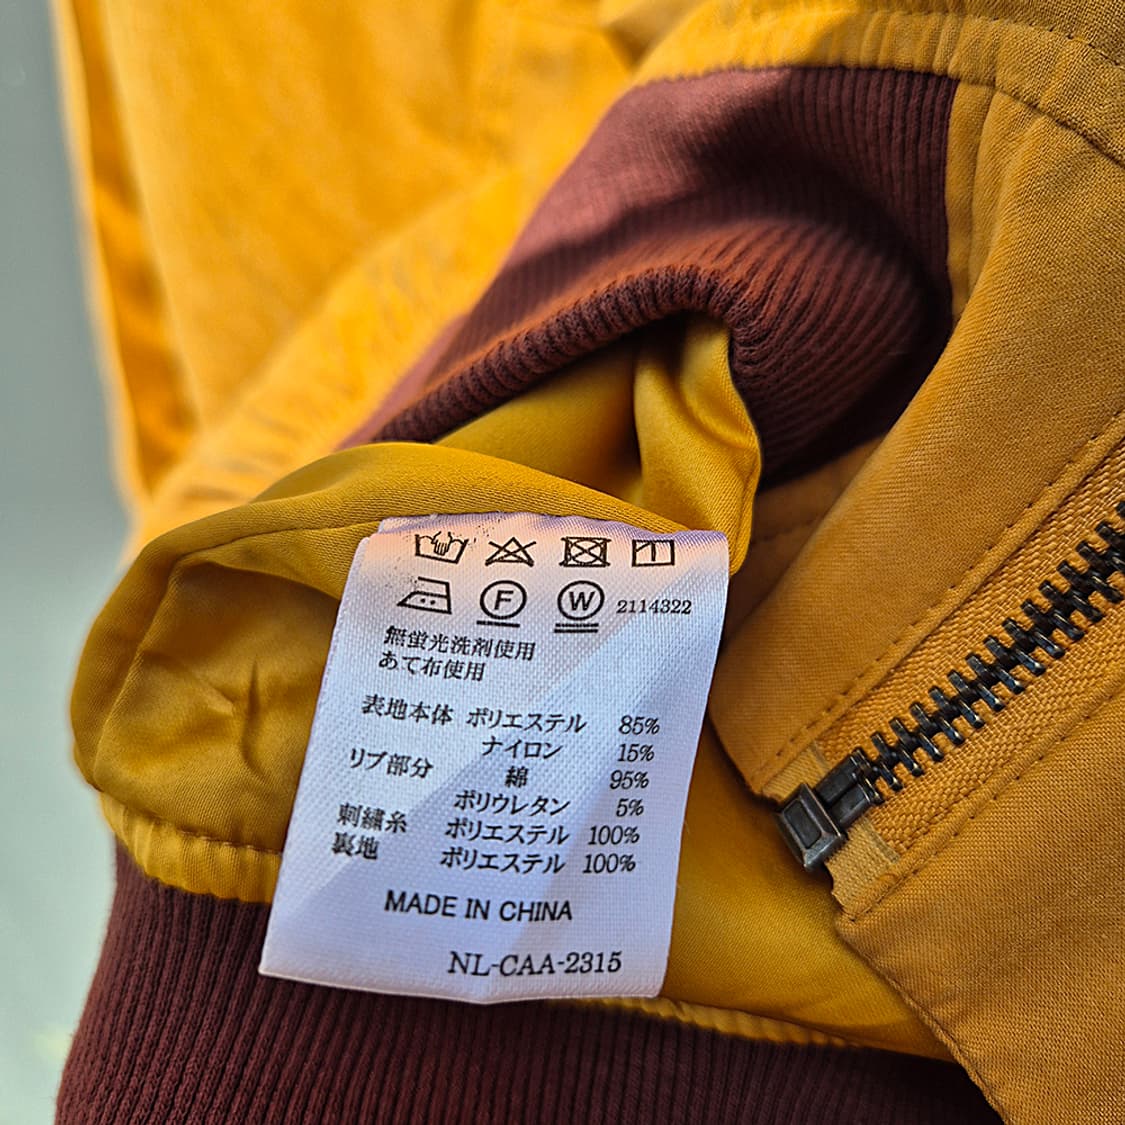 F W 2114322
無蛍光洗剤使用
あて布使用
表地本体 ポリエステル 85%
ナイロン 15%
リブ部分 綿 95%
ポリウレタン 5%
刺繍糸 ポリエステル 100%
裏地 ポリエステル 100%
MADE IN CHINA
NL-CAA-2315